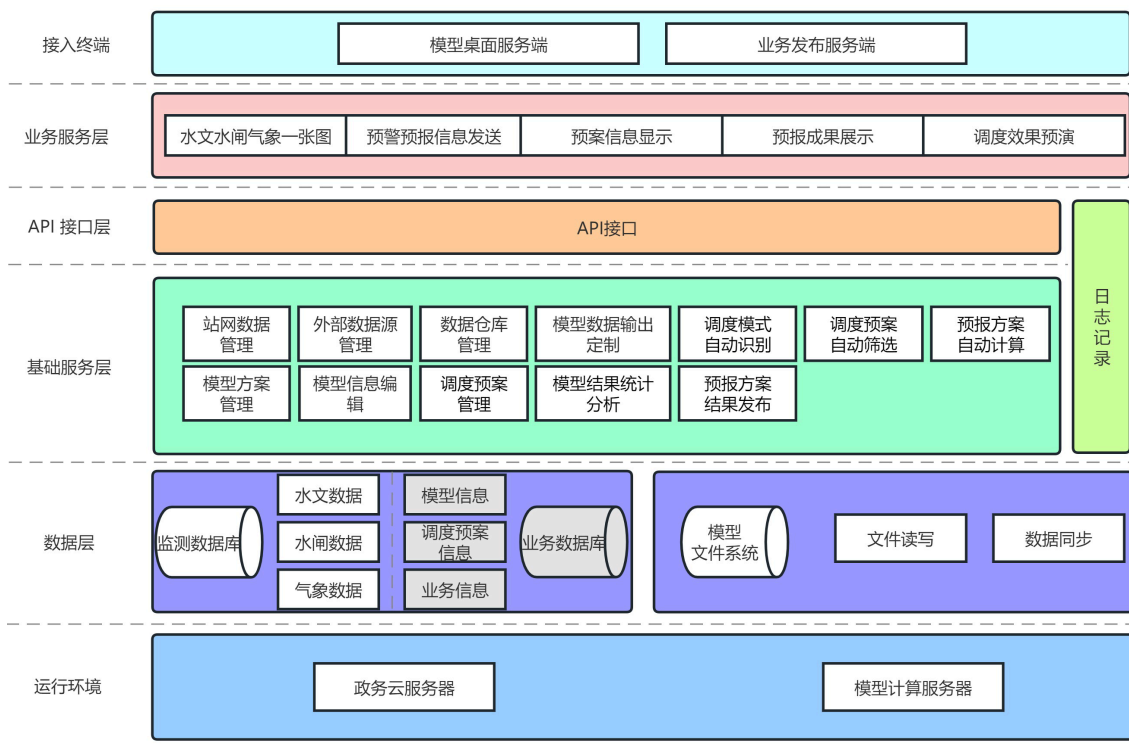 接入终端
模型桌面服务端
业务发布服务端
业务服务层
水文水闸气象一张图
预警预报信息发送
预案信息显示
预报成果展示
调度效果预演
API 接口层
API接口
日志记录
基础服务层
站网数据
管理
外部数据源
管理
数据仓库
管理
模型数据输出
定制
调度模式
自动识别
调度预案
自动筛选
预报方案
自动计算
模型方案
管理
模型信息编
辑
调度预案
管理
模型结果统计
分析
预报方案
结果发布
数据层
监测数据库
水文数据
水闸数据
气象数据
模型信息
调度预案
信息
业务信息
业务数据库
模型
文件系统
文件读写
数据同步
运行环境
政务云服务器
模型计算服务器